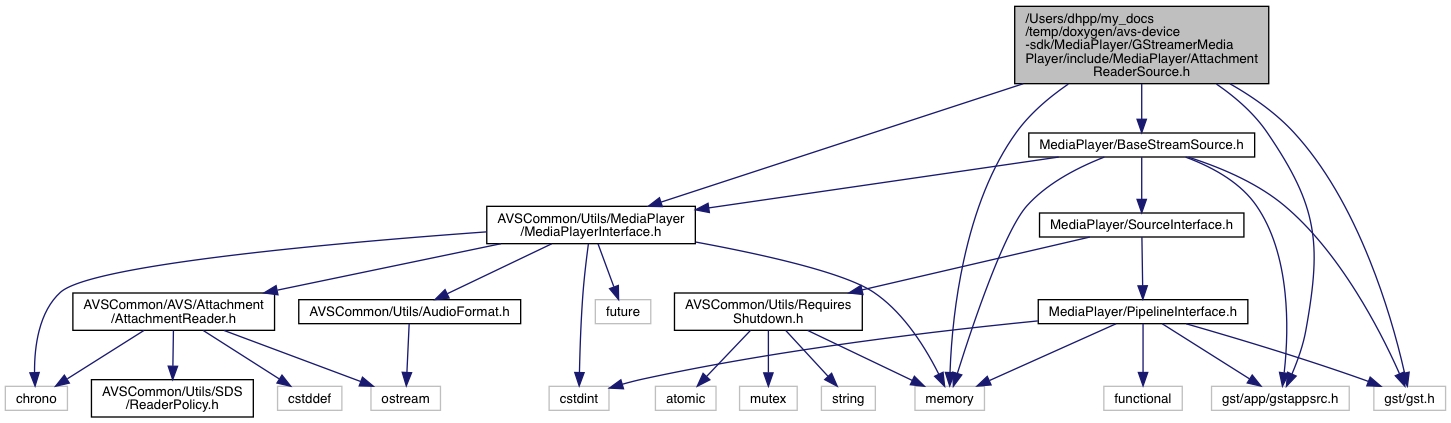 /Users/dhpp/my_docs
/temp/doxygen/avs-device
-sdk/MediaPlayer/GStreamerMedia
Player/include/MediaPlayer/Attachment
ReaderSource.h
MediaPlayer/BaseStreamSource.h
AVSCommon/Utils/MediaPlayer
/MediaPlayerInterface.h
MediaPlayer/SourceInterface.h
AVSCommon/AVS/Attachment
/AttachmentReader.h
AVSCommon/Utils/AudioFormat.h
future
AVSCommon/Utils/Requires
Shutdown.h
MediaPlayer/PipelineInterface.h
chrono
AVSCommon/Utils/SDS
/ReaderPolicy.h
cstddef
ostream
cstdint
atomic
mutex
string
memory
functional
gst/app/gstappsrc.h
gst/gst.h